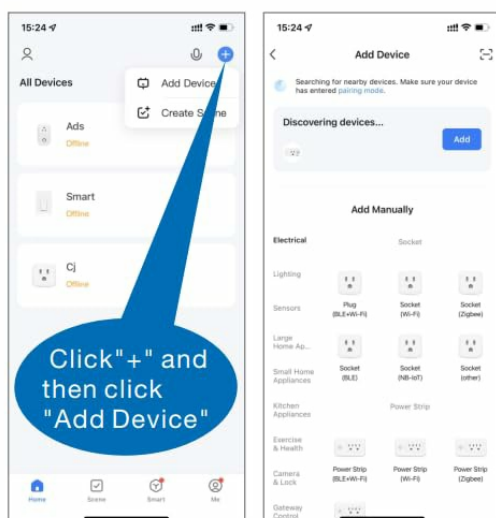 15:24
All Devices
Add Device
Create Scene
Ads
Offline
Smart
Offline
Cj
Offline
Click"+" and
then click
"Add Device"
Home
Scene
Smart
Me
15:24
Add Device
Searching for nearby devices. Make sure your device
has entered pairing mode.
Discovering devices...
Add
Add Manually
Electrical
Lighting
Sensors
Large
Home Ap...
Small Home
Appliances
Kitchen
Appliances
Exercise
& Health
Camera
& Lock
Gateway
Control
Socket
Plug
(BLE+Wi-Fi)
Socket
(Wi-Fi)
Socket
(Zigbee)
Socket
(BLE)
Socket
(NB-IoT)
Socket
(other)
Power Strip
Power Strip
(BLE+Wi-Fi)
Power Strip
(Wi-Fi)
Power Strip
(Zigbee)